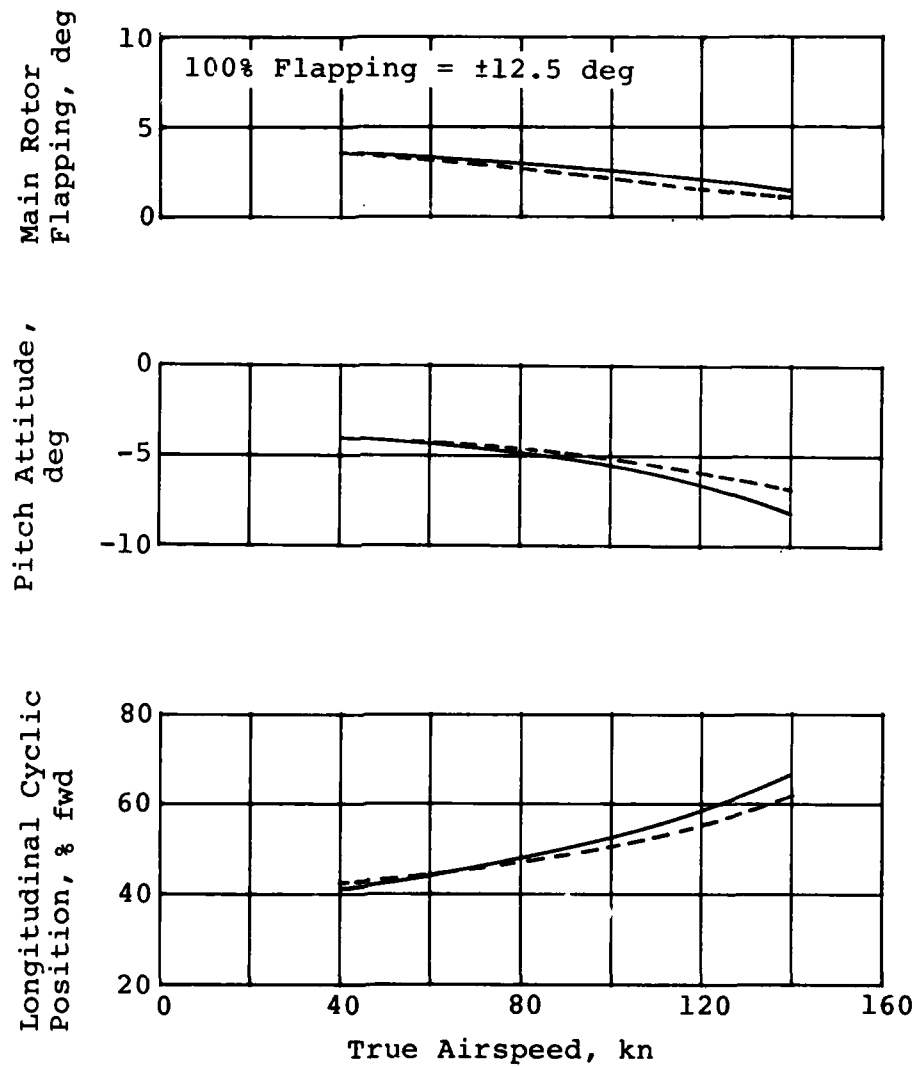 Main Rotor
Flapping, deg
10
5
0
100% Flapping = ±12.5 deg
Pitch Attitude,
deg
0
-5
-10
Longitudinal Cyclic
Position, % fwd
80
60
40
20
0
40
80
120
160
True Airspeed, kn